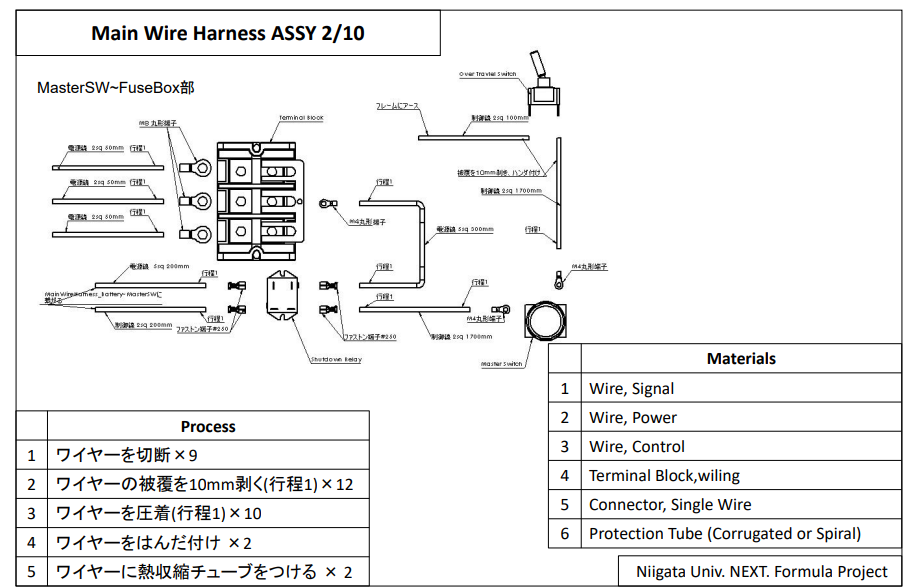 Main Wire Harness ASSY 2/10
MasterSW~FuseBox部
Over Travel Switch
フレームにアース
制御線 2sq 100mm
M8 丸形端子
Terminal Block
電源線 2sq 50mm 行程1
被覆を10mm剥き、ハンダ付け
電源線 2sq 50mm 行程1
行程1
制御線 2sq 1700mm
電源線 2sq 50mm 行程1
M4丸形端子
電源線 5sq 500mm
行程1
電源線 5sq 200mm
行程1
行程1
行程1
M4丸形端子
MainWireHarness_Battery-MasterSWに
繋がる
行程1
行程1
制御線 2sq 200mm
ファストン端子#250
ファストン端子#250
制御線 2sq 1700mm
M4丸形端子
Shutdown Relay
Master Switch
Materials
1 Wire, Signal
2 Wire, Power
3 Wire, Control
4 Terminal Block,wiling
5 Connector, Single Wire
6 Protection Tube (Corrugated or Spiral)
Process
1 ワイヤーを切断×9
2 ワイヤーの被覆を10mm剥く(行程1)×12
3 ワイヤーを圧着(行程1)×10
4 ワイヤーをはんだ付け ×2
5 ワイヤーに熱収縮チューブをつける × 2
Niigata Univ. NEXT. Formula Project